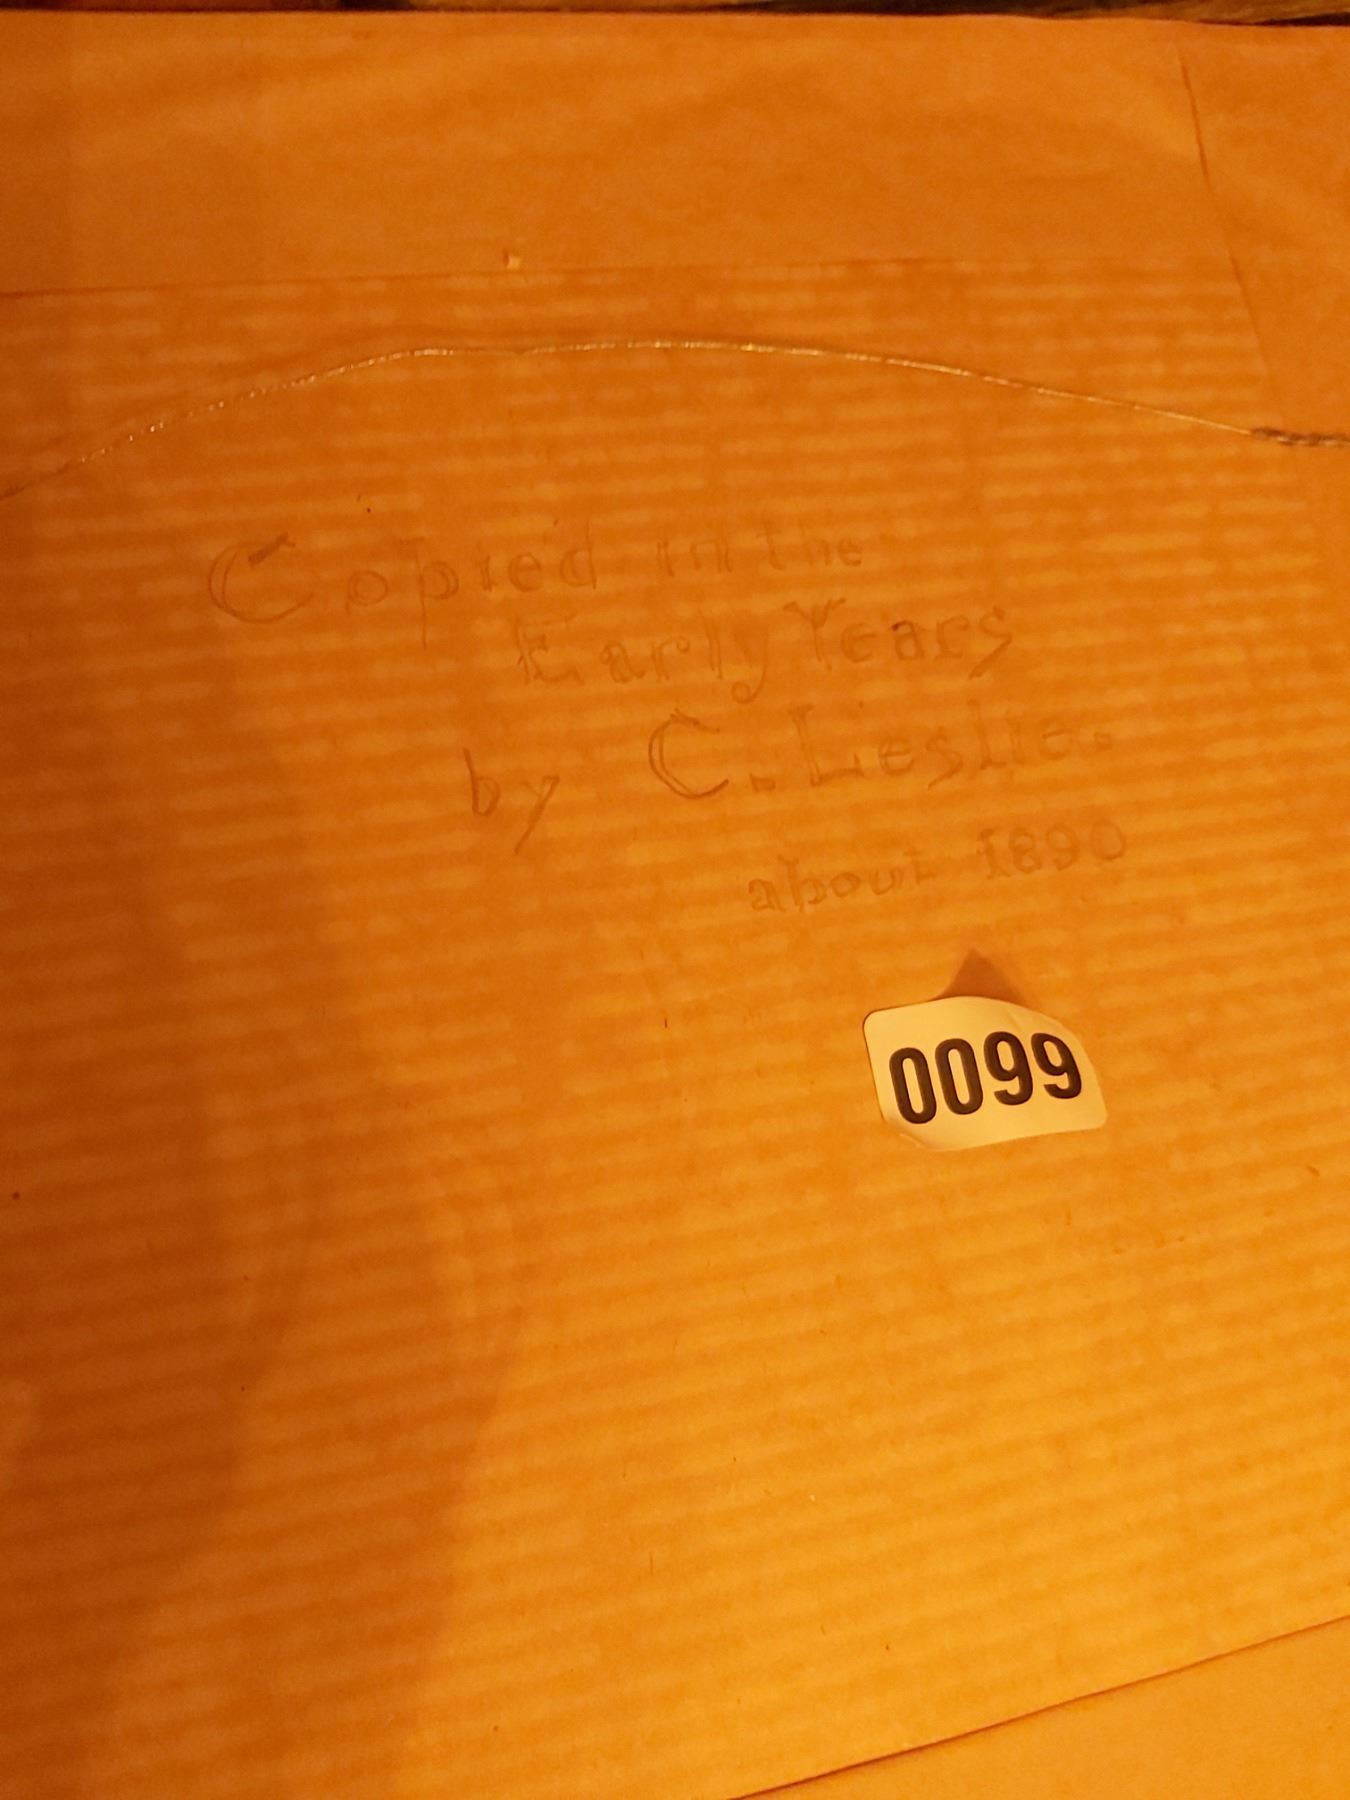 Copied in the
Early Years
by C. Leslie.
about 1890
0099